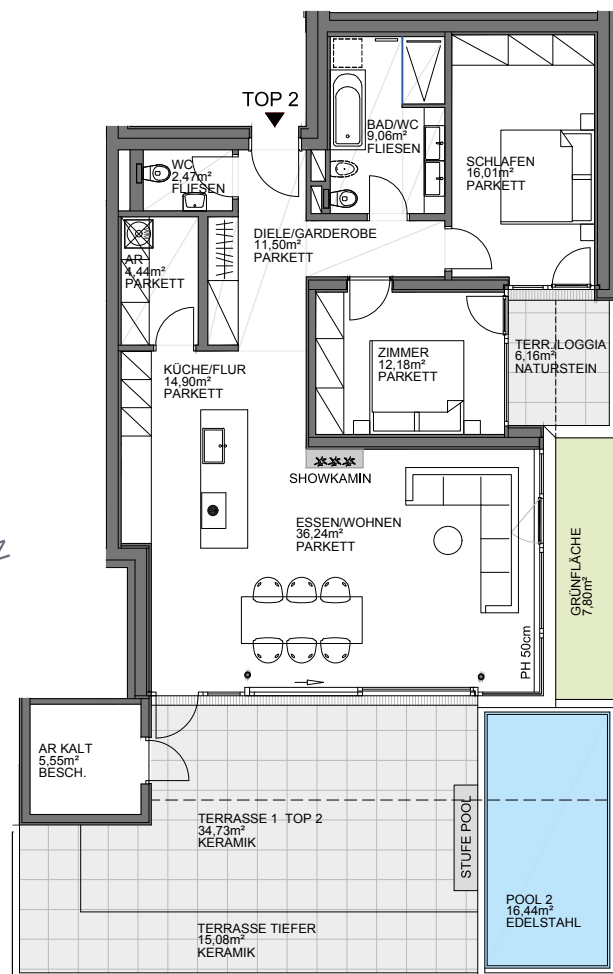 TOP 2
BAD/WC
9,06m²
FLIESEN
WC
2,47m²
FLIESEN
SCHLAFEN
16,01m²
PARKETT
DIELE/GARDEROBE
11,50m²
PARKETT
AR
4,44m²
PARKETT
ZIMMER
12,18m²
PARKETT
TERR./LOGGIA
6,16m²
NATURSTEIN
KÜCHE/FLUR
14,90m²
PARKETT
SHOWKAMIN
ESSEN/WOHNEN
36,24m²
PARKETT
GRÜNFLÄCHE
7,80m²
PH 50cm
AR KALT
5,55m²
BESCH.
TERRASSE 1 TOP 2
34,73m²
KERAMIK
STUFE POOL
POOL 2
16,44m²
EDELSTAHL
TERRASSE TIEFER
15,08m²
KERAMIK